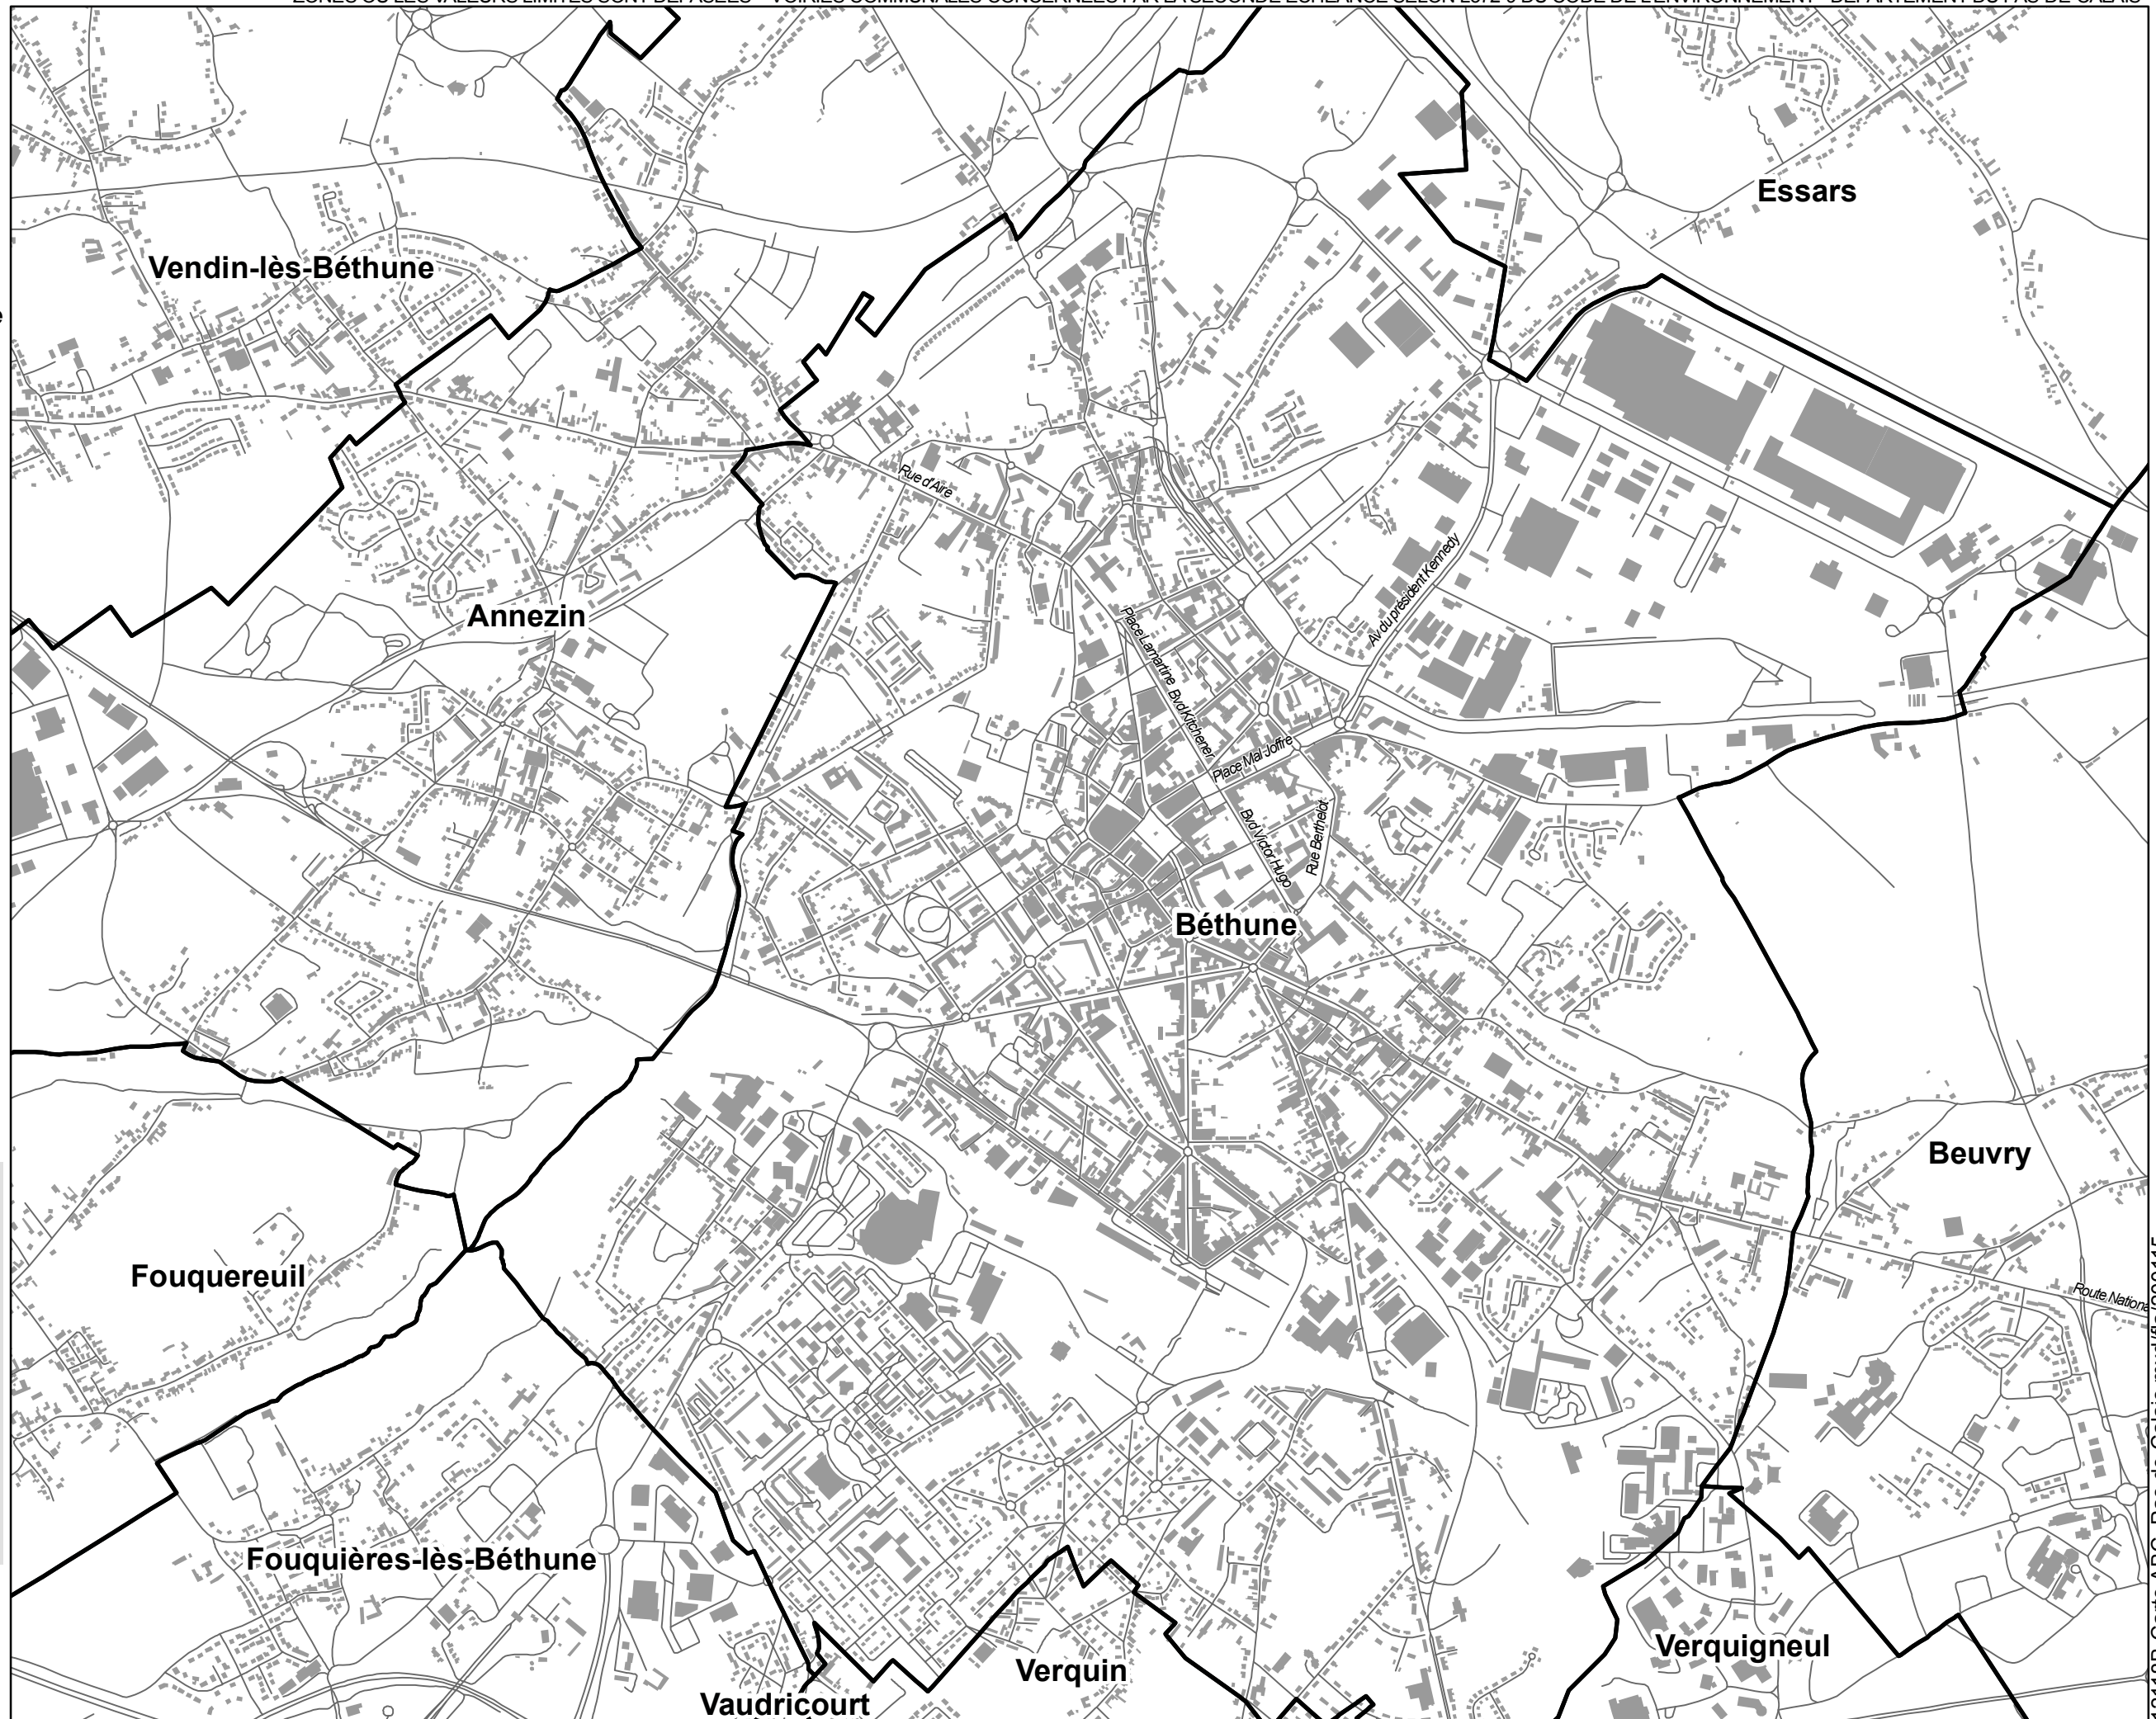 Essars
Vendin-lès-Béthune
Rue d'Aire
Av du président Kennedy
Annezin
Place Lamartine
Bvd Kitchener
Place Mal Joffre
Bvd Victor Hugo
Rue Berthelot
Béthune
Beuvry
Fouquereuil
Route Nationa
Fouquières-lès-Béthune
Verquigneul
Verquin
Vaudricourt